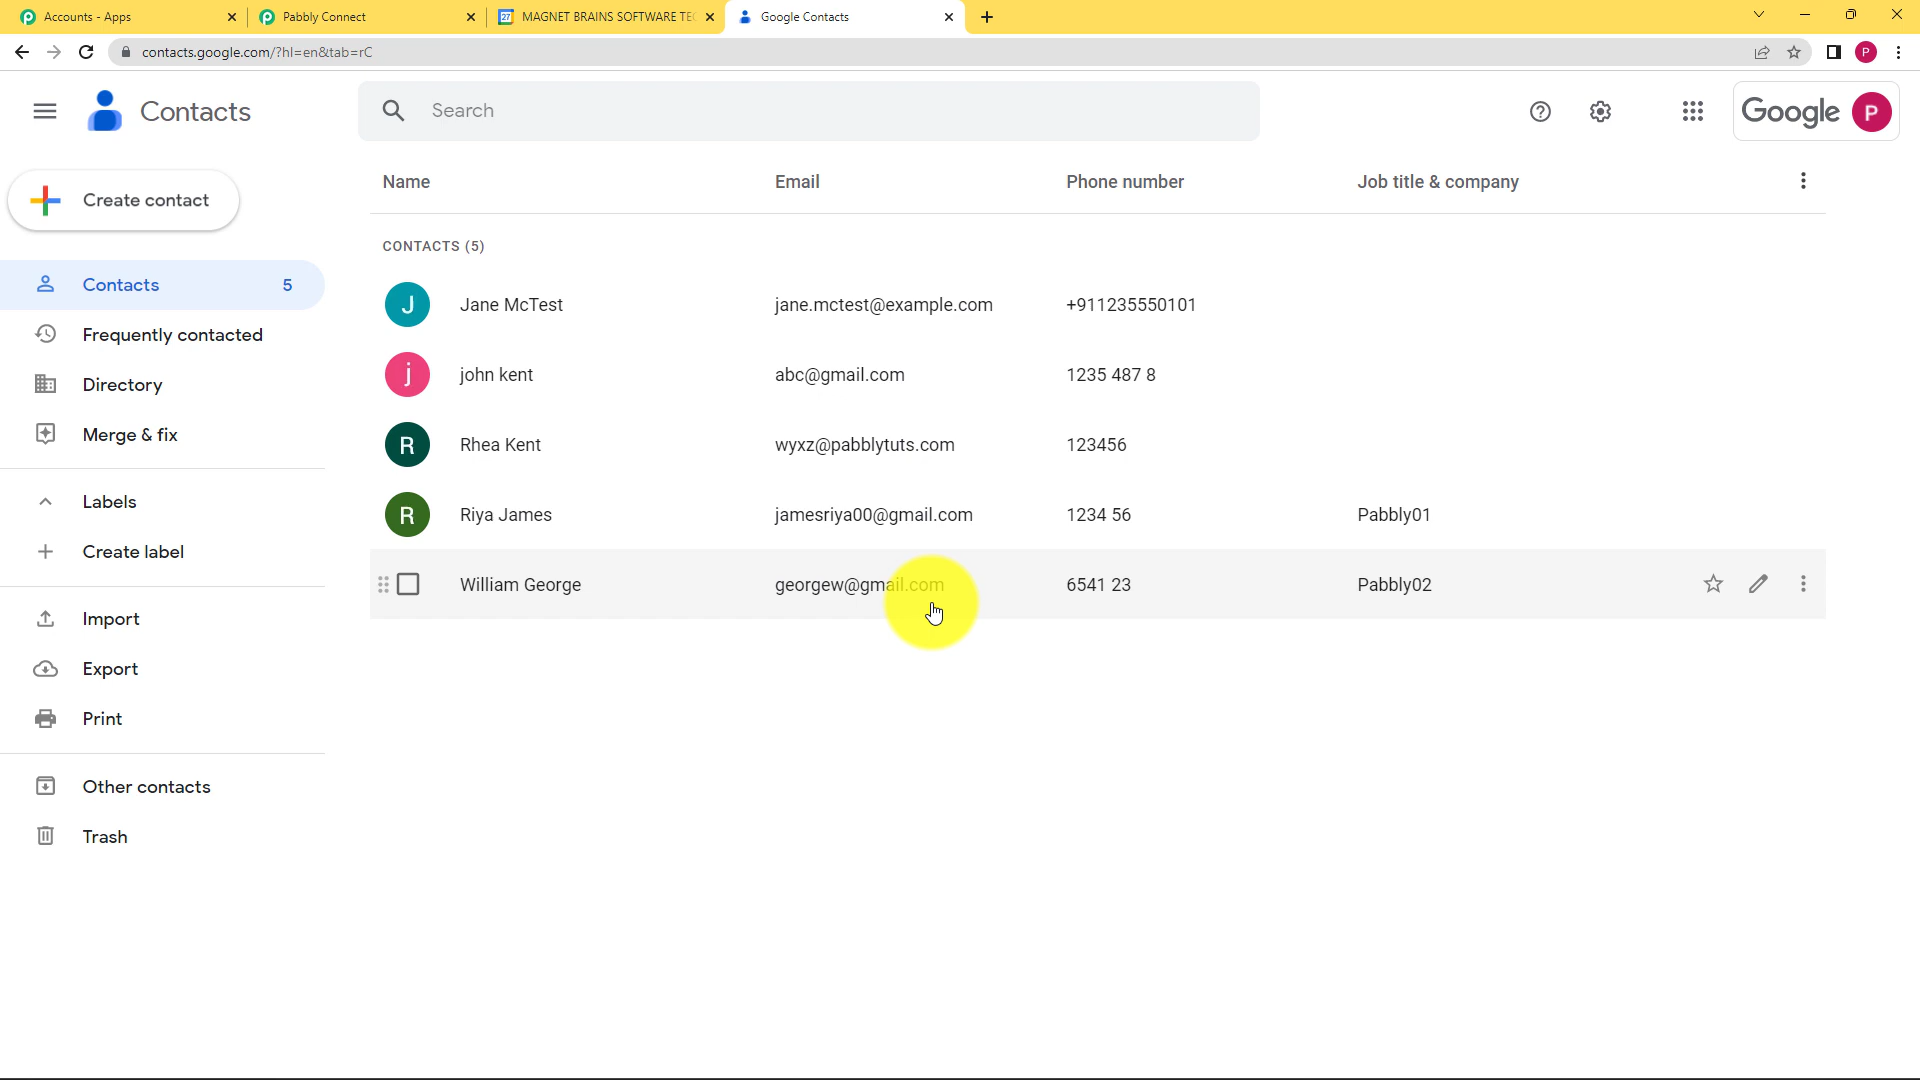 Accounts - Apps
Pabbly Connect
27 MAGNET BRAINS SOFTWARE TEC
Google Contacts
contacts.google.com/?hl=en&tab=rC
P
Contacts
Search
Google P
Create contact
Contacts 5
Frequently contacted
Directory
Merge & fix
Labels
Create label
Import
Export
Print
Other contacts
Trash
Name Email Phone number Job title & company
CONTACTS (5)
J Jane McTest jane.mctest@example.com +911235550101
j john kent abc@gmail.com 1235 487 8
R Rhea Kent wyxz@pabblytuts.com 123456
R Riya James jamesriya00@gmail.com 1234 56 Pabbly01
William George georgew@gmail.com 6541 23 Pabbly02